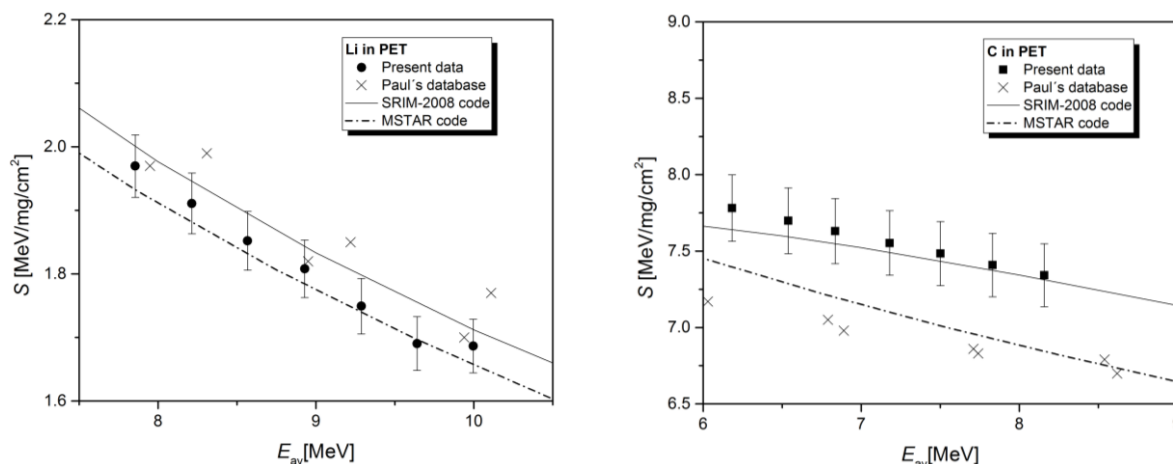 2.2
2.0
1.8
1.6
8
9
10
S [MeV/mg/cm²]
E_av[MeV]
Li in PET
Present data
Paul´s database
SRIM-2008 code
MSTAR code
9.0
8.5
8.0
7.5
7.0
6.5
6
7
8
S [MeV/mg/cm²]
E_av[MeV]
C in PET
Present data
Paul´s database
SRIM-2008 code
MSTAR code